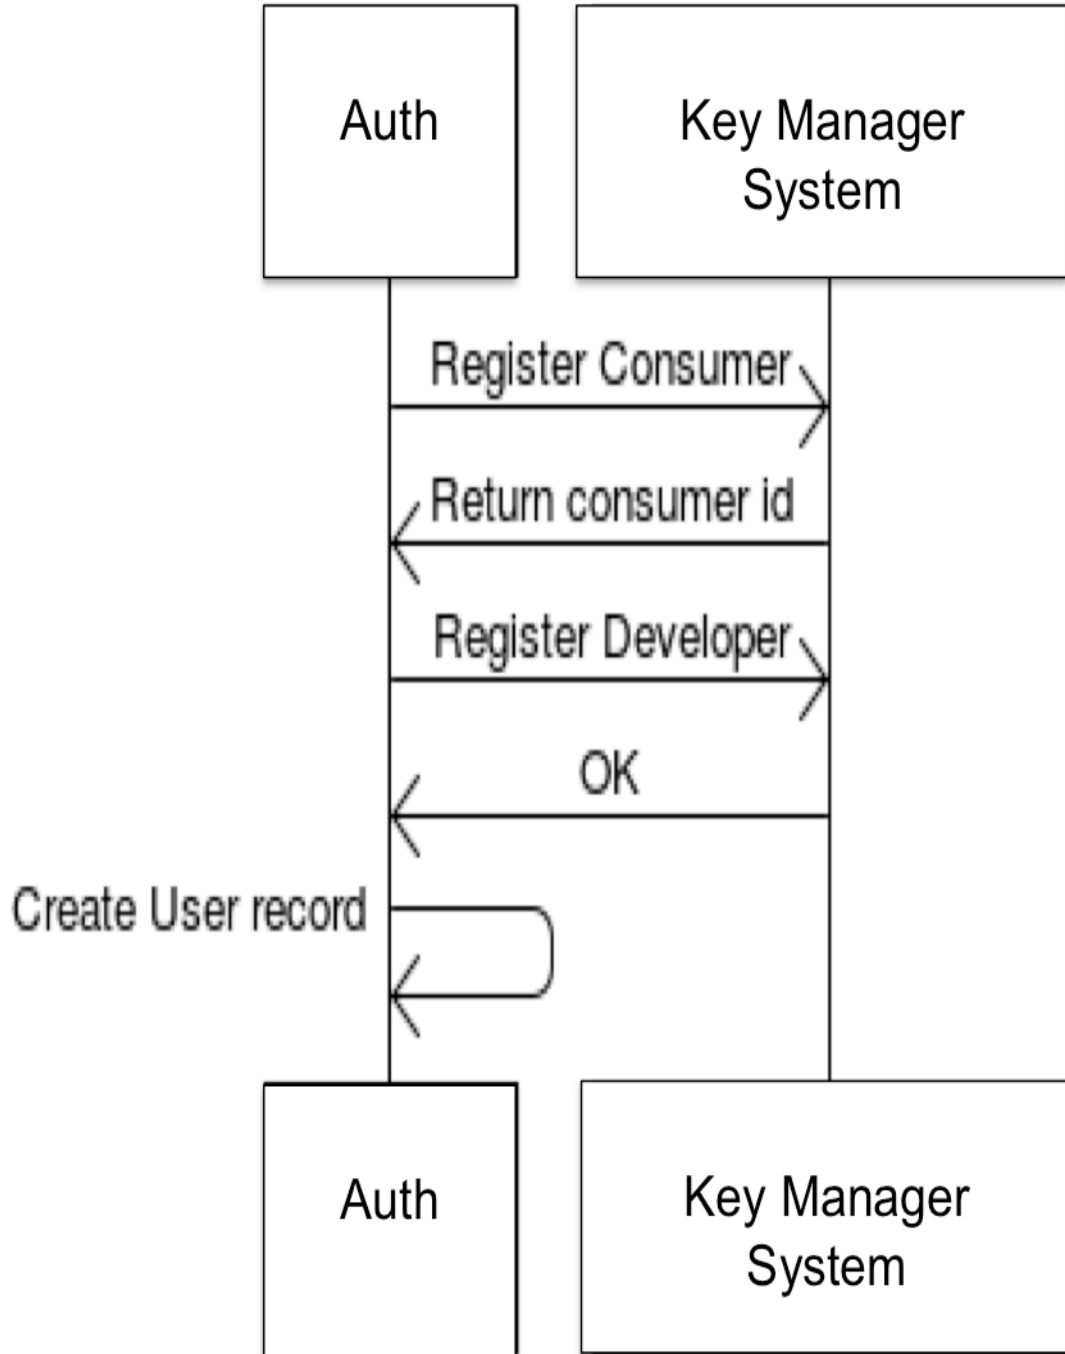 Auth
Key Manager
System
Register Consumer
Return consumer id
Register Developer
OK
Create User record
Auth
Key Manager
System